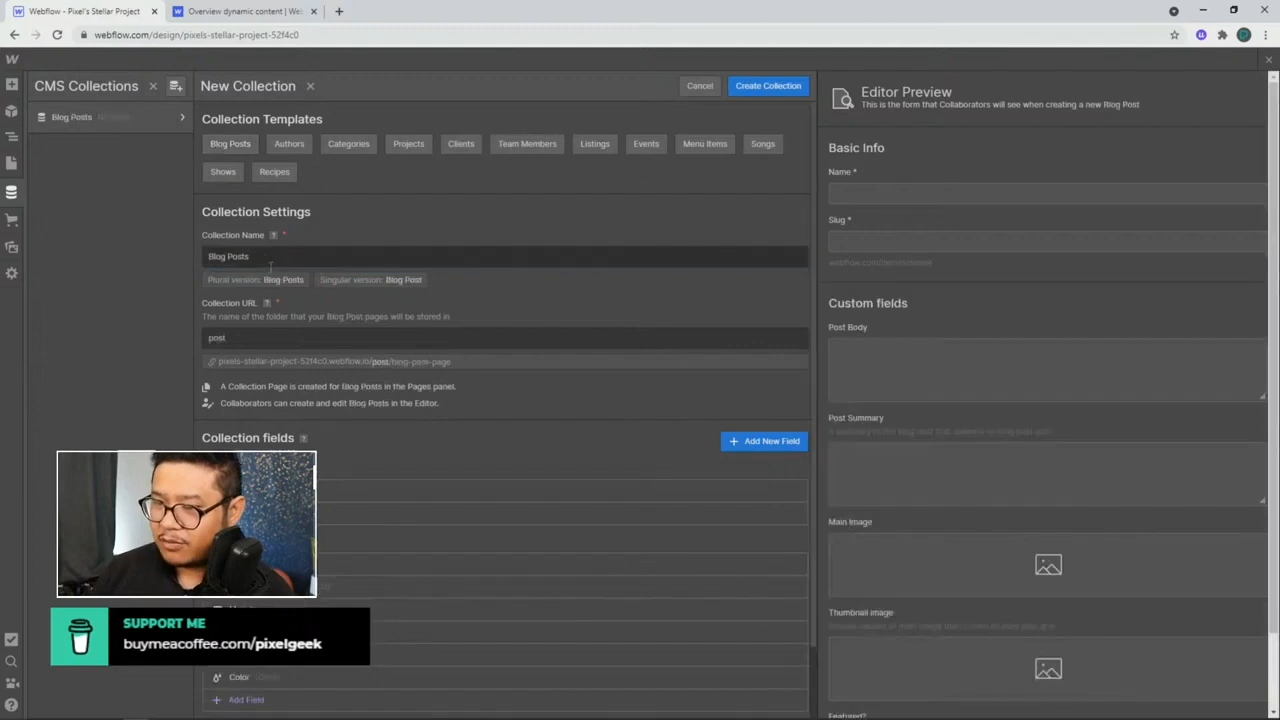 Webflow - Pixel's Stellar Project
Overview dynamic content | We
webflow.com/design/pixels-stellar-project-52f4c0
CMS Collections
Blog Posts
New Collection
Cancel
Create Collection
Collection Templates
Blog Posts
Authors
Categories
Projects
Clients
Team Members
Listings
Events
Menu Items
Songs
Shows
Recipes
Collection Settings
Collection Name ? *
Blog Posts
Plural version: Blog Posts
Singular version: Blog Post
Collection URL ? *
The name of the folder that your Blog Post pages will be stored in
post
pixels-stellar-project-52f4c0.webflow.io/post/
A Collection Page is created for Blog Posts in the Pages panel.
Collaborators can create and edit Blog Posts in the Editor.
Collection fields ?
+ Add New Field
Color
+ Add Field
Editor Preview
This is the form that Collaborators will see when creating a new Blog Post
Basic Info
Name *
Slug *
Custom fields
Post Body
Post Summary
Main Image
Thumbnail image
Featured?
SUPPORT ME
buymeacoffee.com/pixelgeek